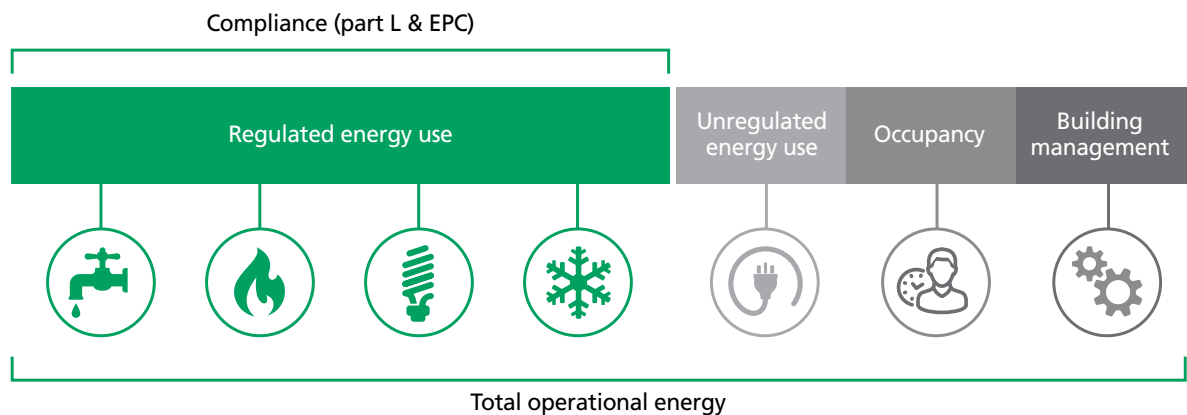 Compliance (part L & EPC)
Regulated energy use
Unregulated
energy use
Occupancy
Building
management
Total operational energy